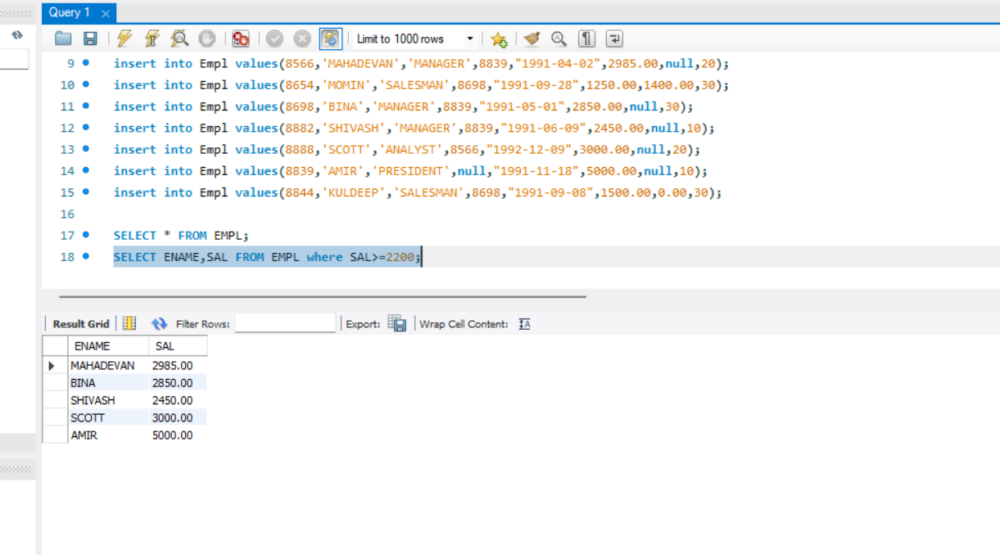 Query 1
Limit to 1000 rows
9 insert into Empl values(8566,'MAHADEVAN','MANAGER',8839,"1991-04-02",2985.00,null,20);
10 insert into Empl values(8654,'MOMIN','SALESMAN',8698,"1991-09-28",1250.00,1400.00,30);
11 insert into Empl values(8698,'BINA','MANAGER',8839,"1991-05-01",2850.00,null,30);
12 insert into Empl values(8882,'SHIVASH','MANAGER',8839,"1991-06-09",2450.00,null,10);
13 insert into Empl values(8888,'SCOTT','ANALYST',8566,"1992-12-09",3000.00,null,20);
14 insert into Empl values(8839,'AMIR','PRESIDENT',null,"1991-11-18",5000.00,null,10);
15 insert into Empl values(8844,'KULDEEP','SALESMAN',8698,"1991-09-08",1500.00,0.00,30);
16
17 SELECT * FROM EMPL;
18 SELECT ENAME,SAL FROM EMPL where SAL>=2200;
Result Grid Filter Rows: Export: Wrap Cell Content:
ENAME SAL
MAHADEVAN 2985.00
BINA 2850.00
SHIVASH 2450.00
SCOTT 3000.00
AMIR 5000.00